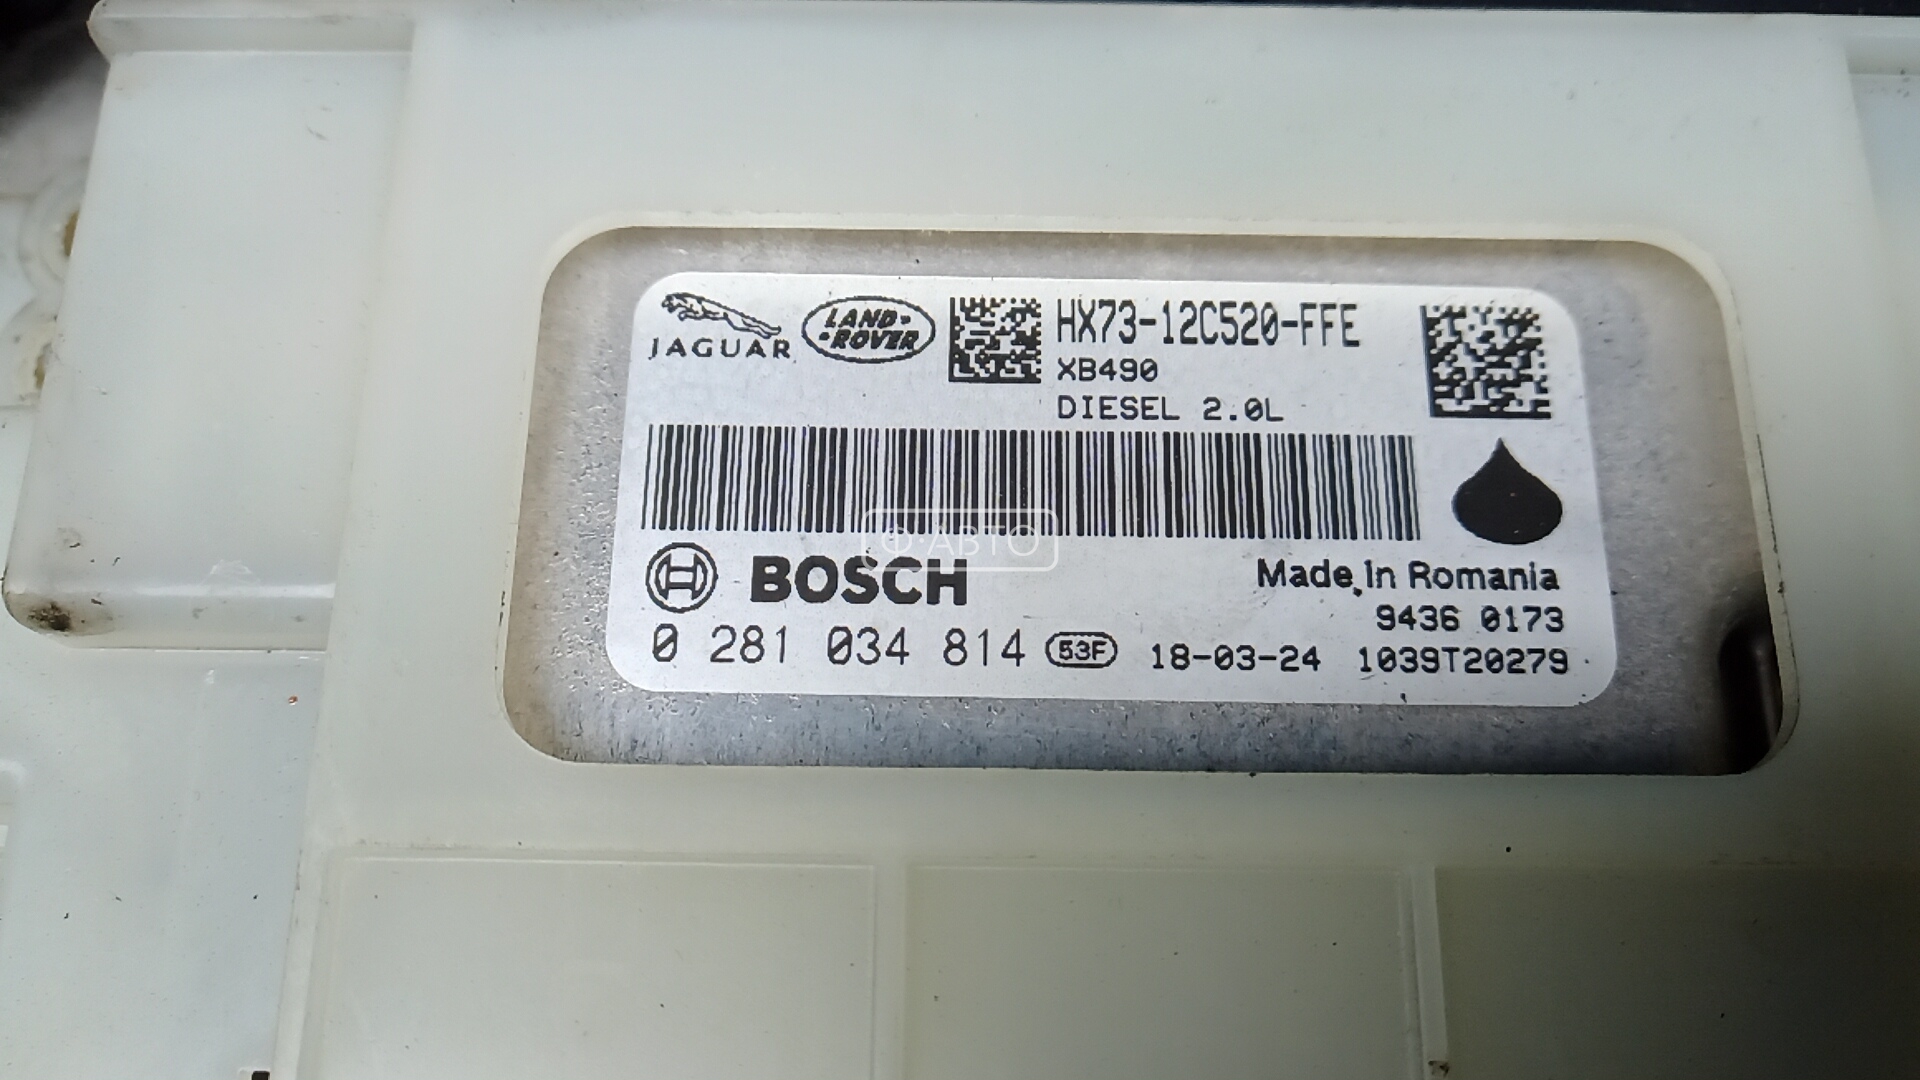 JAGUAR
LAND-
-ROVER
HX73-12C520-FFE
XB490
DIESEL 2.0L
Ф·АВТО
BOSCH
Made in Romania
9436 0173
0 281 034 814 53F 18-03-24 1039T20279